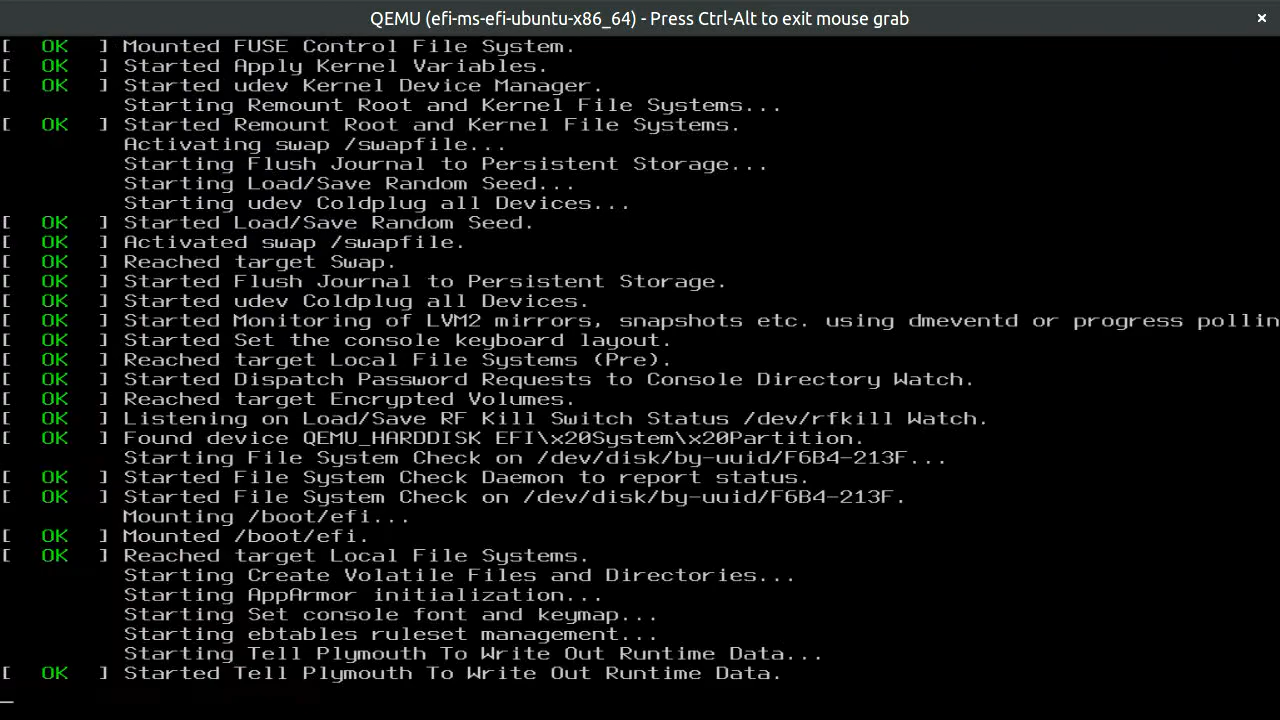 QEMU (efi-ms-efi-ubuntu-x86_64) - Press Ctrl-Alt to exit mouse grab ×
[ OK ] Mounted FUSE Control File System.
[ OK ] Started Apply Kernel Variables.
[ OK ] Started udev Kernel Device Manager.
Starting Remount Root and Kernel File Systems...
[ OK ] Started Remount Root and Kernel File Systems.
Activating swap /swapfile...
Starting Flush Journal to Persistent Storage...
Starting Load/Save Random Seed...
Starting udev Coldplug all Devices...
[ OK ] Started Load/Save Random Seed.
[ OK ] Activated swap /swapfile.
[ OK ] Reached target Swap.
[ OK ] Started Flush Journal to Persistent Storage.
[ OK ] Started udev Coldplug all Devices.
[ OK ] Started Monitoring of LVM2 mirrors, snapshots etc. using dmeventd or progress pollin
[ OK ] Started Set the console keyboard layout.
[ OK ] Reached target Local File Systems (Pre).
[ OK ] Started Dispatch Password Requests to Console Directory Watch.
[ OK ] Reached target Encrypted Volumes.
[ OK ] Listening on Load/Save RF Kill Switch Status /dev/rfkill Watch.
[ OK ] Found device QEMU_HARDDISK EFI\x20System\x20Partition.
Starting File System Check on /dev/disk/by-uuid/F6B4-213F...
[ OK ] Started File System Check Daemon to report status.
[ OK ] Started File System Check on /dev/disk/by-uuid/F6B4-213F.
Mounting /boot/efi...
[ OK ] Mounted /boot/efi.
[ OK ] Reached target Local File Systems.
Starting Create Volatile Files and Directories...
Starting AppArmor initialization...
Starting Set console font and keymap...
Starting ebtables ruleset management...
Starting Tell Plymouth To Write Out Runtime Data...
[ OK ] Started Tell Plymouth To Write Out Runtime Data.